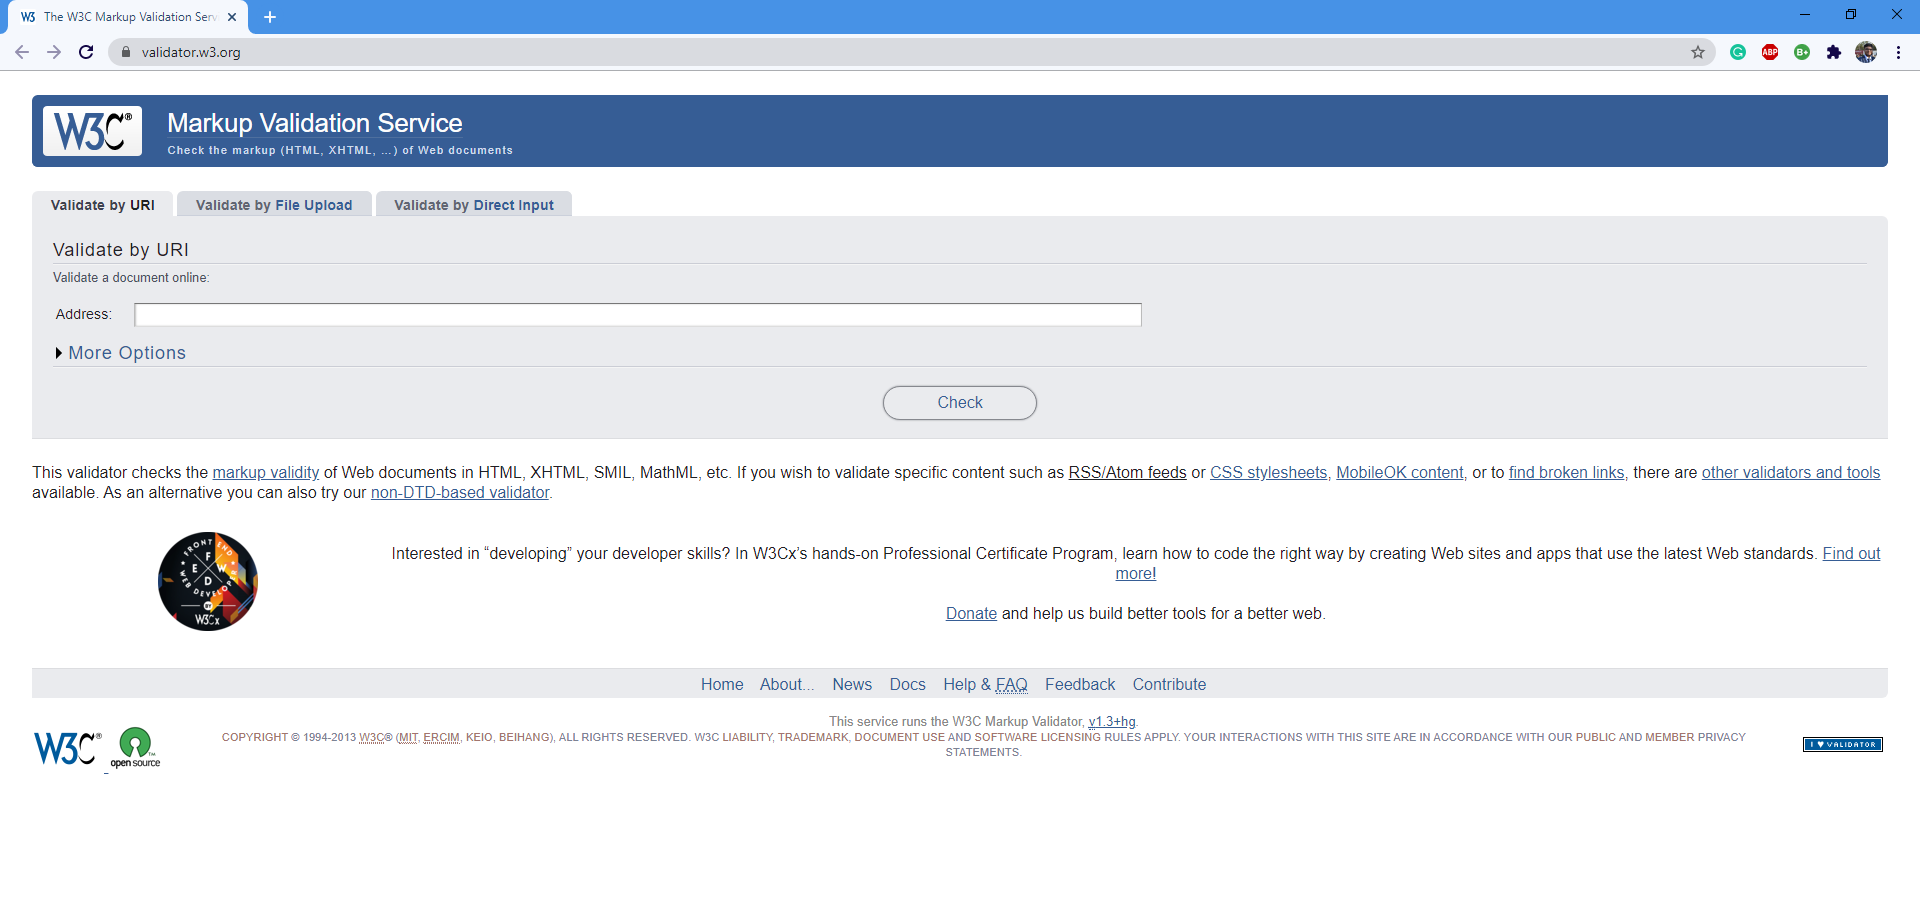 W3 The W3C Markup Validation Serv
validator.w3.org
ABP
B+
W3C®
Markup Validation Service
Check the markup (HTML, XHTML, …) of Web documents
Validate by URI
Validate by File Upload
Validate by Direct Input
Validate by URI
Validate a document online:
Address:
More Options
Check
This validator checks the markup validity of Web documents in HTML, XHTML, SMIL, MathML, etc. If you wish to validate specific content such as RSS/Atom feeds or CSS stylesheets, MobileOK content, or to find broken links, there are other validators and tools
available. As an alternative you can also try our non-DTD-based validator.
FRONT END
F
E W
D
WEB DEVELOPER
BY
W3Cx
Interested in “developing” your developer skills? In W3Cx’s hands-on Professional Certificate Program, learn how to code the right way by creating Web sites and apps that use the latest Web standards. Find out
more!
Donate and help us build better tools for a better web.
Home About... News Docs Help & FAQ Feedback Contribute
W3C®
open source™
This service runs the W3C Markup Validator, v1.3+hg.
COPYRIGHT © 1994-2013 W3C® (MIT, ERCIM, KEIO, BEIHANG), ALL RIGHTS RESERVED. W3C LIABILITY, TRADEMARK, DOCUMENT USE AND SOFTWARE LICENSING RULES APPLY. YOUR INTERACTIONS WITH THIS SITE ARE IN ACCORDANCE WITH OUR PUBLIC AND MEMBER PRIVACY
STATEMENTS.
I ♥ VALIDATOR